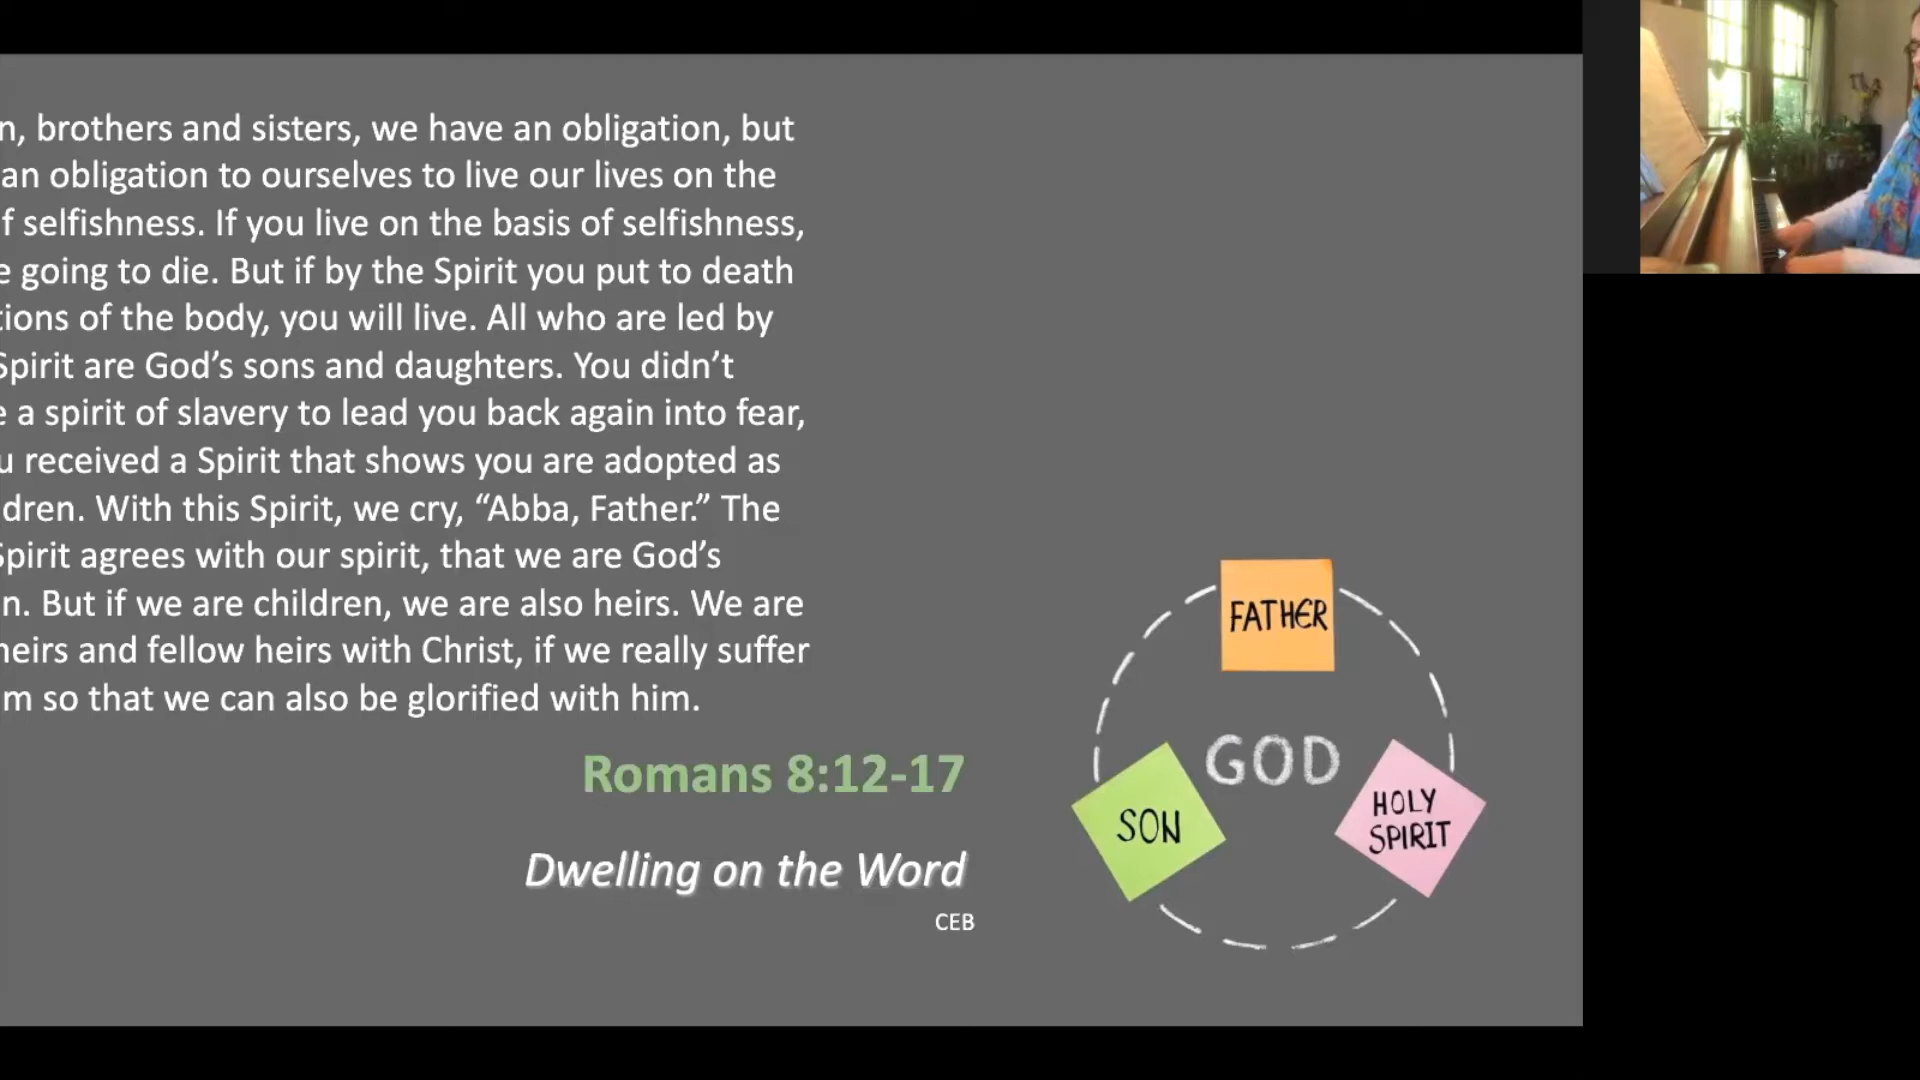 n, brothers and sisters, we have an obligation, but
an obligation to ourselves to live our lives on the
f selfishness. If you live on the basis of selfishness,
e going to die. But if by the Spirit you put to death
tions of the body, you will live. All who are led by
Spirit are God’s sons and daughters. You didn’t
e a spirit of slavery to lead you back again into fear,
u received a Spirit that shows you are adopted as
dren. With this Spirit, we cry, “Abba, Father.” The
Spirit agrees with our spirit, that we are God’s
n. But if we are children, we are also heirs. We are
heirs and fellow heirs with Christ, if we really suffer
m so that we can also be glorified with him.
Romans 8:12-17
Dwelling on the Word
CEB
FATHER
GOD
SON
HOLY
SPIRIT